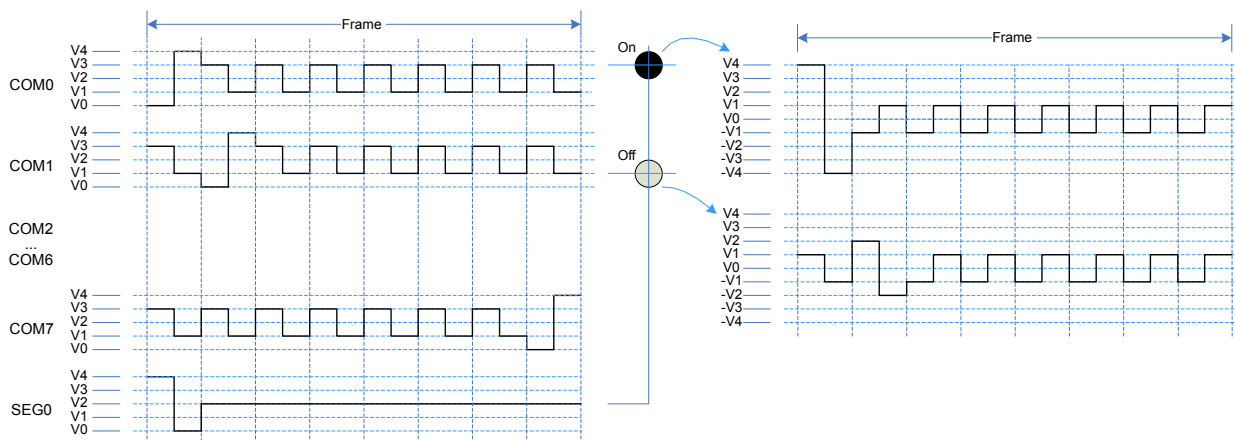 Frame
V4
V3
COM0 V2
V1
V0
V4
V3
COM1 V2
V1
V0
COM2
...
COM6
V4
V3
COM7 V2
V1
V0
V4
V3
SEG0 V2
V1
V0
On
Off
Frame
V4
V3
V2
V1
V0
-V1
-V2
-V3
-V4
V4
V3
V2
V1
V0
-V1
-V2
-V3
-V4